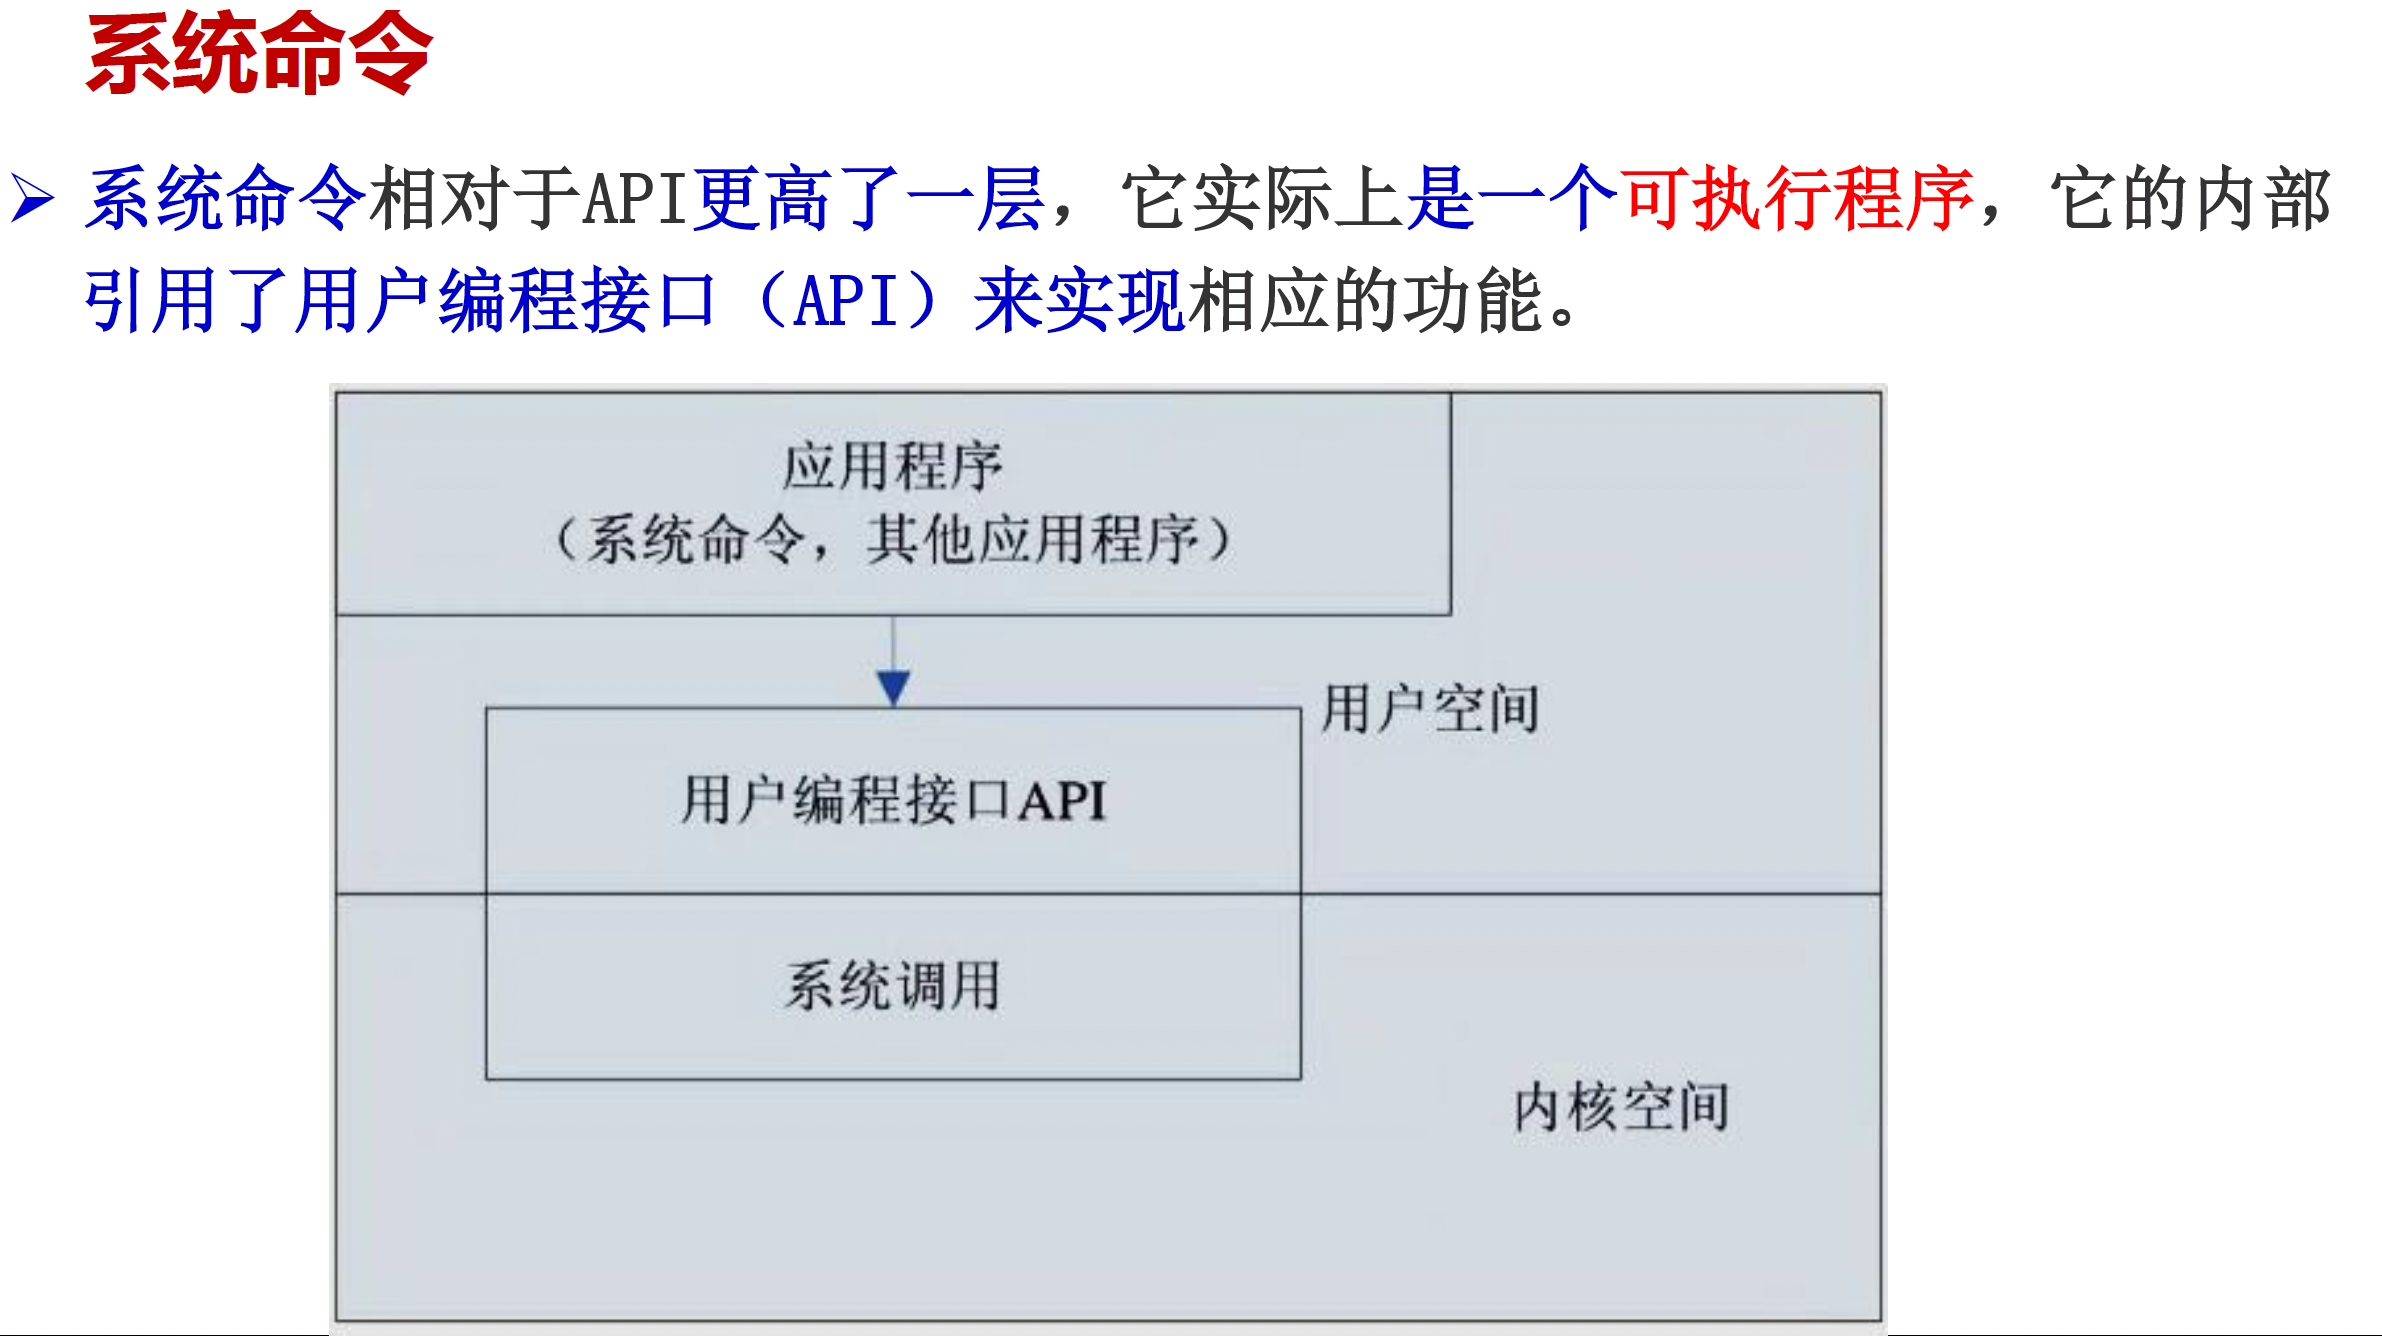 系统命令
系统命令相对于API更高了一层，它实际上是一个可执行程序，它的内部
引用了用户编程接口（API）来实现相应的功能。
应用程序
（系统命令，其他应用程序）
用户空间
用户编程接口API
系统调用
内核空间